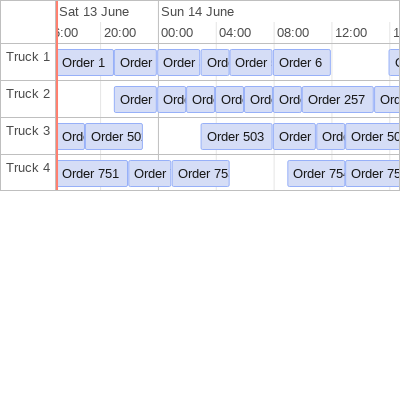 Sat 13 June Sun 14 June
:00 20:00 00:00 04:00 08:00 12:00 1
Truck 1 Order 1 Order Order Ord Order Order 6
Truck 2 Order Ord Ord Ord Ord Ord Order 257 Ord
Truck 3 Ord Order 50 Order 503 Order Ord Order 50
Truck 4 Order 751 Order Order 75 Order 754 Order 75